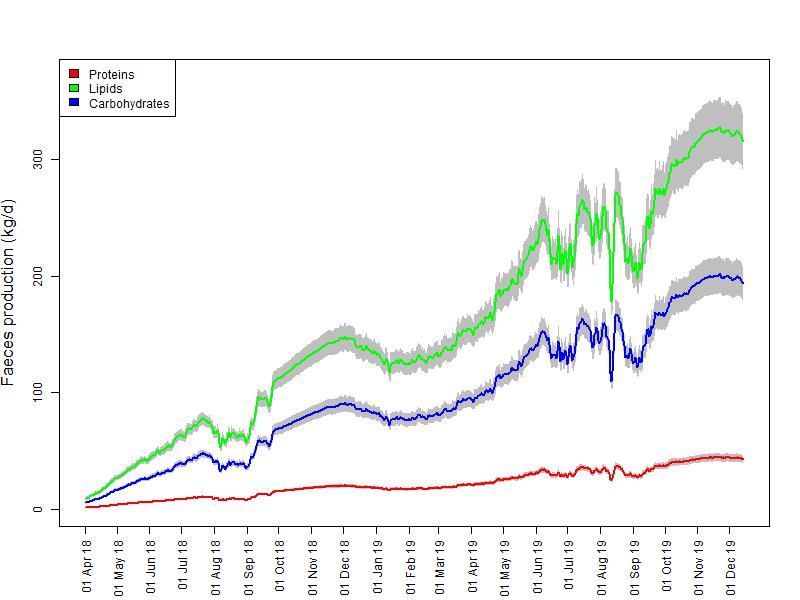 Proteins
Lipids
Carbohydrates
Faeces production (kg/d)
300
200
100
0
01 Apr 18
01 May 18
01 Jun 18
01 Jul 18
01 Aug 18
01 Sep 18
01 Oct 18
01 Nov 18
01 Dec 18
01 Jan 19
01 Feb 19
01 Mar 19
01 Apr 19
01 May 19
01 Jun 19
01 Jul 19
01 Aug 19
01 Sep 19
01 Oct 19
01 Nov 19
01 Dec 19